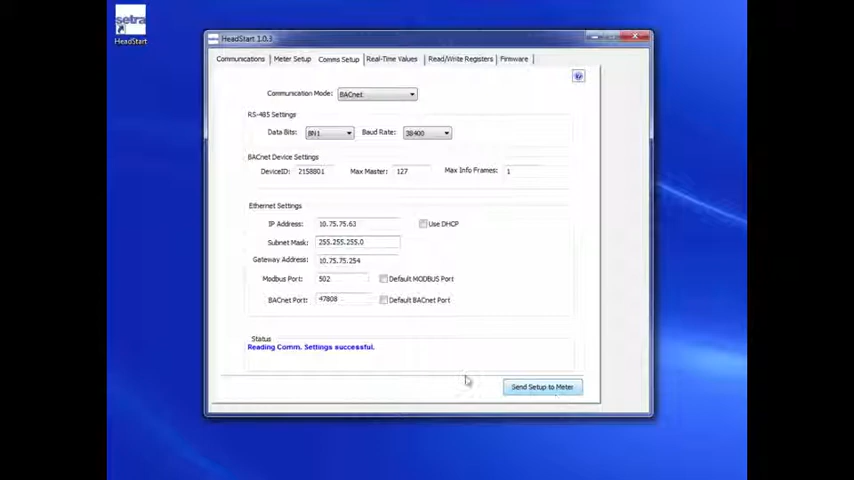 setra
HeadStart
HeadStart 1.0.3
Communications Meter Setup Comms Setup Real-Time Values Read/Write Registers Firmware
Communication Mode: BACnet
RS-485 Settings
Data Bits: 8N1 Baud Rate: 38400
BACnet Device Settings
DeviceID: 2158801 Max Master: 127 Max Info Frames: 1
Ethernet Settings
IP Address: 10.75.75.63 Use DHCP
Subnet Mask: 255.255.255.0
Gateway Address: 10.75.75.254
Modbus Port: 502 Default MODBUS Port
BACnet Port: 47808 Default BACnet Port
Status
Reading Comm. Settings successful.
Send Setup to Meter